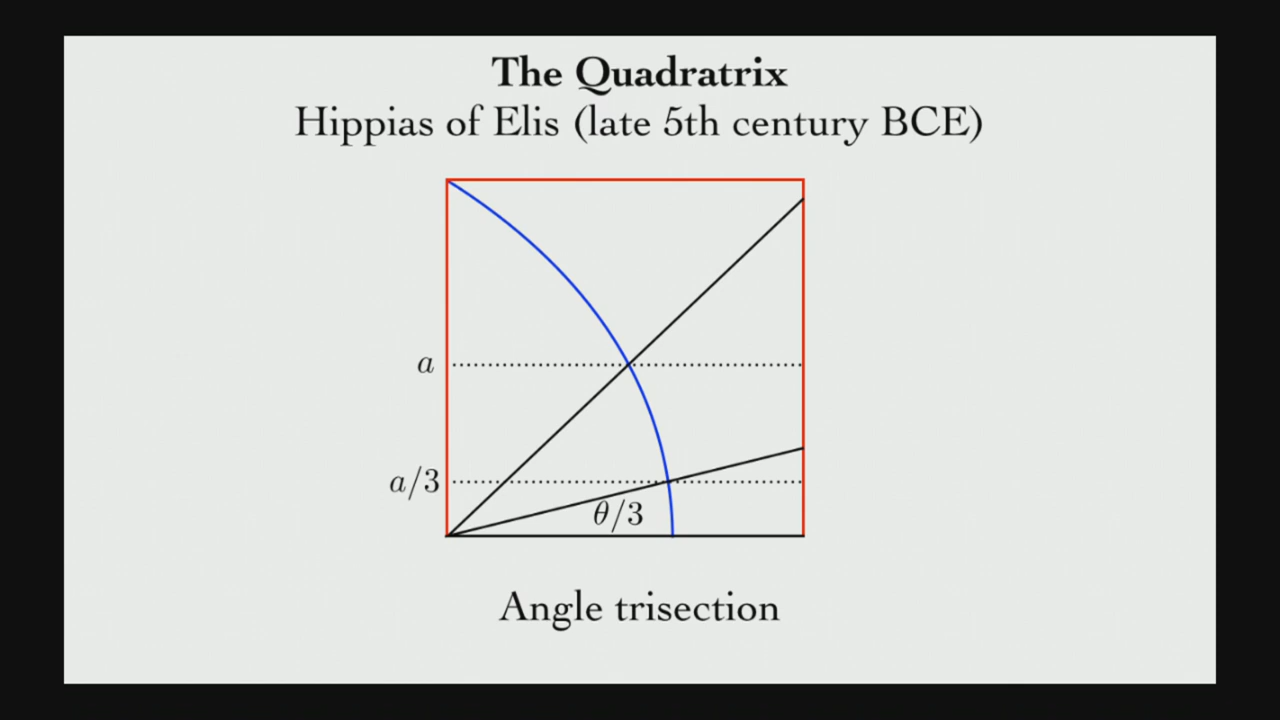 The Quadratrix
Hippias of Elis (late 5th century BCE)
a
a/3
θ/3
Angle trisection